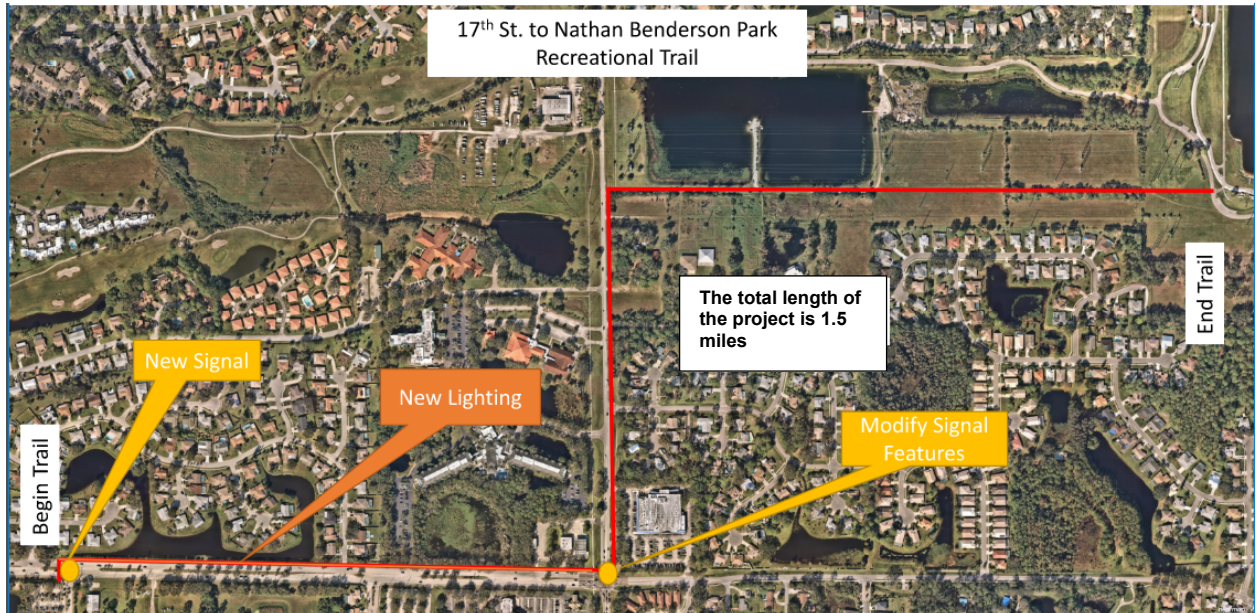 17th St. to Nathan Benderson Park
Recreational Trail
The total length of
the project is 1.5
miles
New Signal
New Lighting
Modify Signal
Features
Begin Trail
End Trail